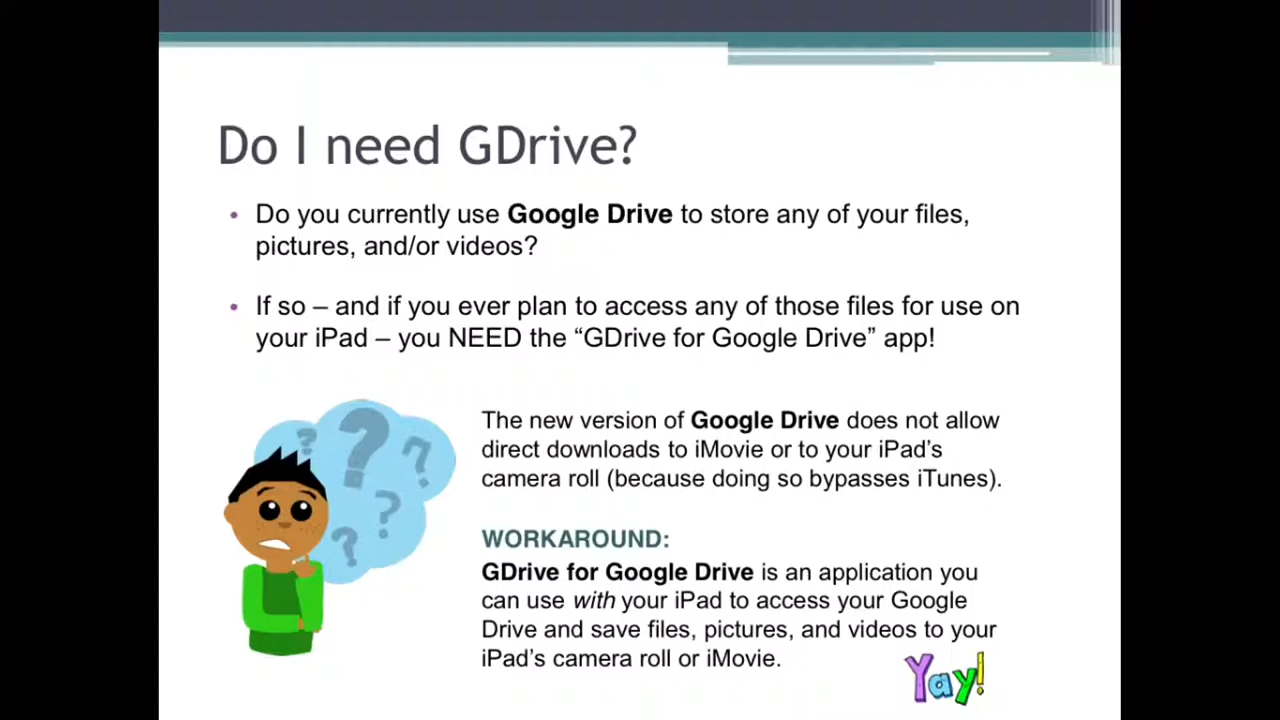 Do I need GDrive?
• Do you currently use Google Drive to store any of your files,
pictures, and/or videos?
• If so – and if you ever plan to access any of those files for use on
your iPad – you NEED the “GDrive for Google Drive” app!
? ? ? ? ?
The new version of Google Drive does not allow
direct downloads to iMovie or to your iPad’s
camera roll (because doing so bypasses iTunes).
WORKAROUND:
GDrive for Google Drive is an application you
can use with your iPad to access your Google
Drive and save files, pictures, and videos to your
iPad’s camera roll or iMovie.
Yay!